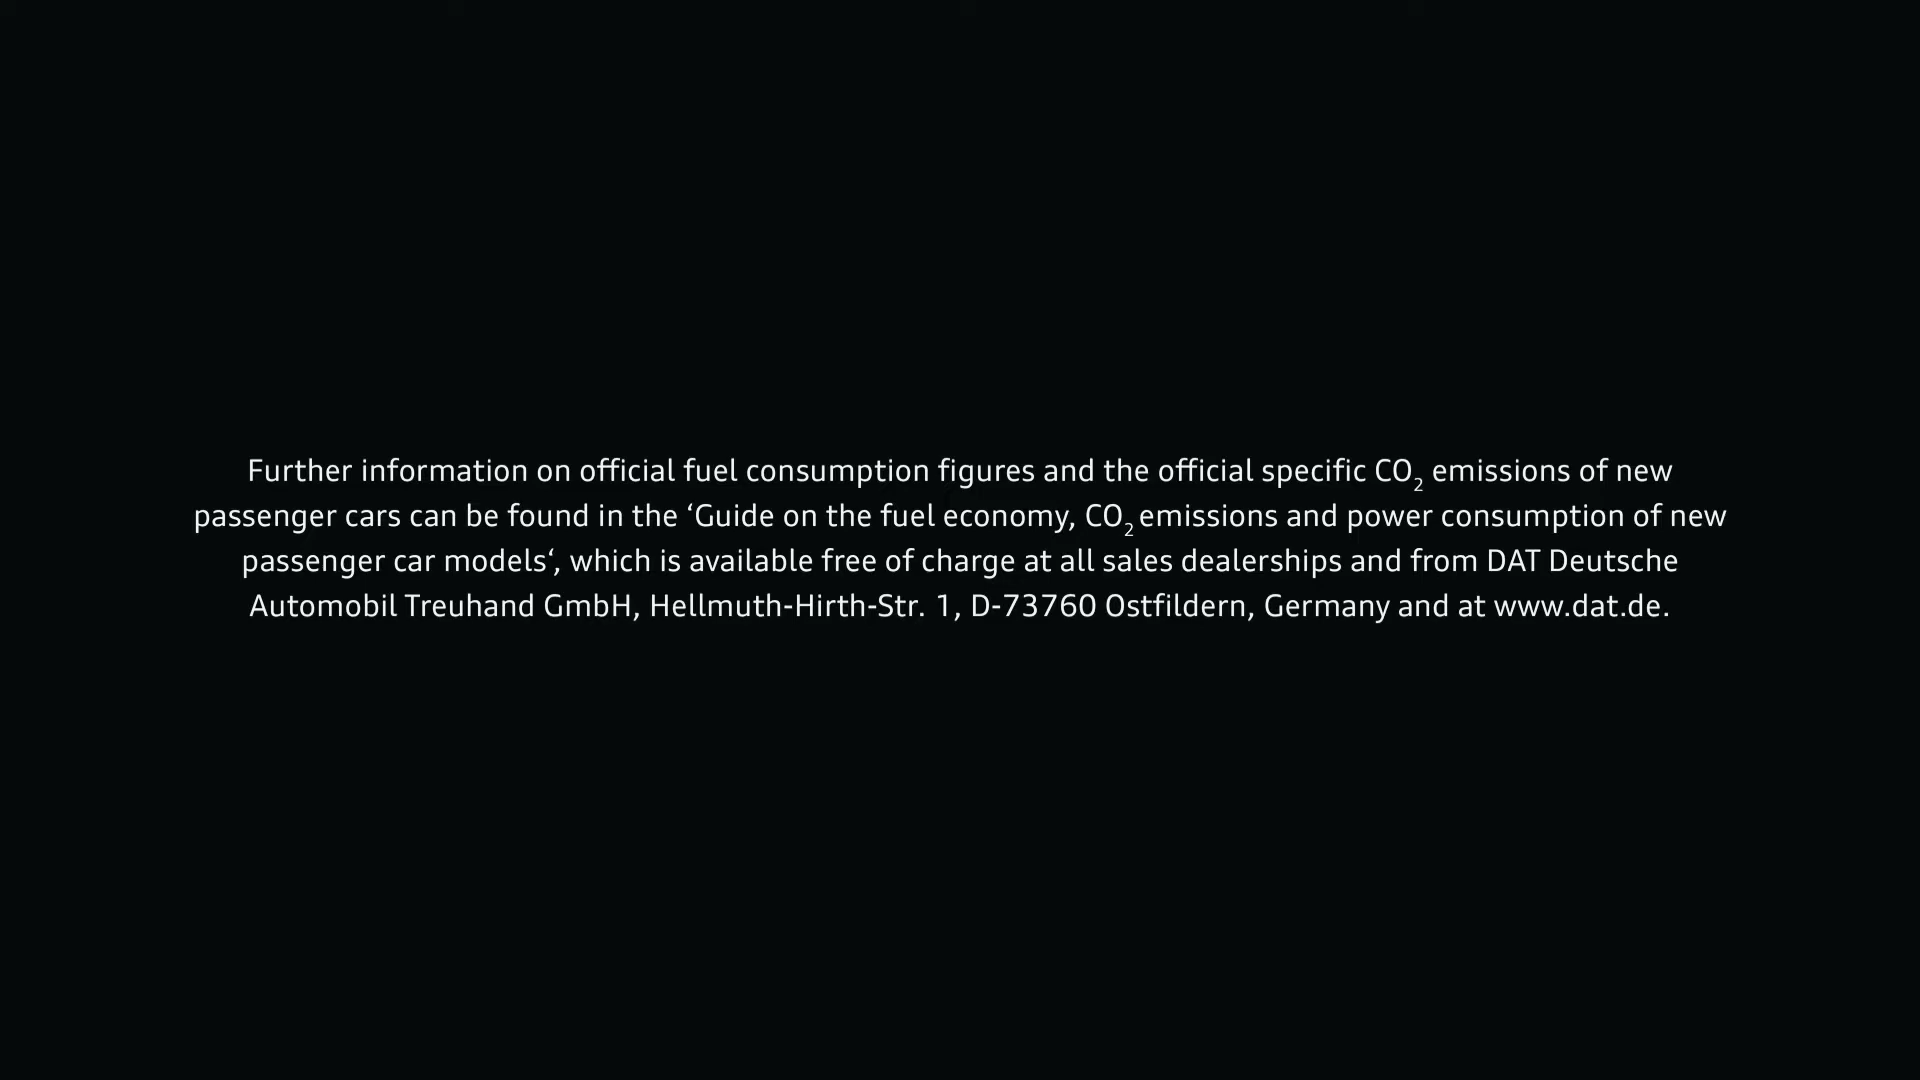 Further information on official fuel consumption figures and the official specific CO₂ emissions of new
passenger cars can be found in the ‘Guide on the fuel economy, CO₂ emissions and power consumption of new
passenger car models‘, which is available free of charge at all sales dealerships and from DAT Deutsche
Automobil Treuhand GmbH, Hellmuth-Hirth-Str. 1, D-73760 Ostfildern, Germany and at www.dat.de.